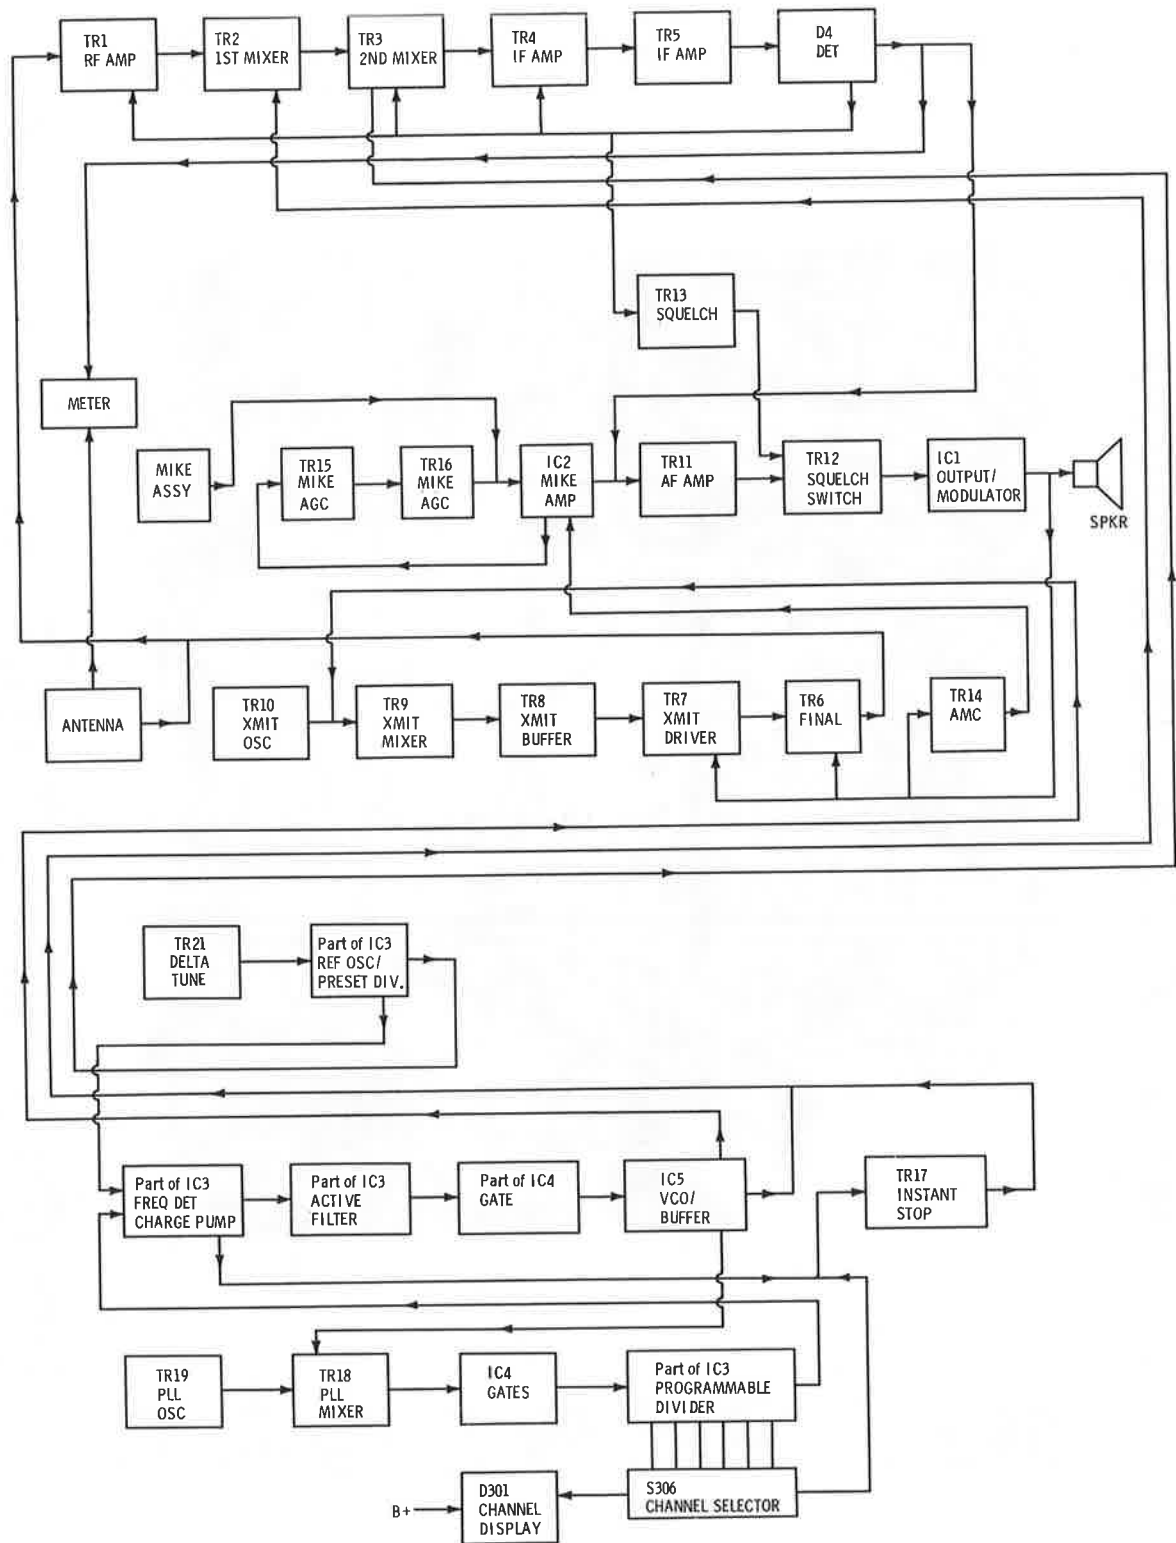 TR1
RF AMP
TR2
1ST MIXER
TR3
2ND MIXER
TR4
IF AMP
TR5
IF AMP
D4
DET
TR13
SQUELCH
METER
MIKE
ASSY
TR15
MIKE
AGC
TR16
MIKE
AGC
IC2
MIKE
AMP
TR11
AF AMP
TR12
SQUELCH
SWITCH
IC1
OUTPUT/
MODULATOR
SPKR
ANTENNA
TR10
XMIT
OSC
TR9
XMIT
MIXER
TR8
XMIT
BUFFER
TR7
XMIT
DRIVER
TR6
FINAL
TR14
AMC
TR21
DELTA
TUNE
Part of IC3
REF OSC/
PRESET DIV.
Part of IC3
FREQ DET
CHARGE PUMP
Part of IC3
ACTIVE
FILTER
Part of IC4
GATE
IC5
VCO/
BUFFER
TR17
INSTANT
STOP
TR19
PLL
OSC
TR18
PLL
MIXER
IC4
GATES
Part of IC3
PROGRAMMABLE
DIVIDER
B+
D301
CHANNEL
DISPLAY
S306
CHANNEL SELECTOR